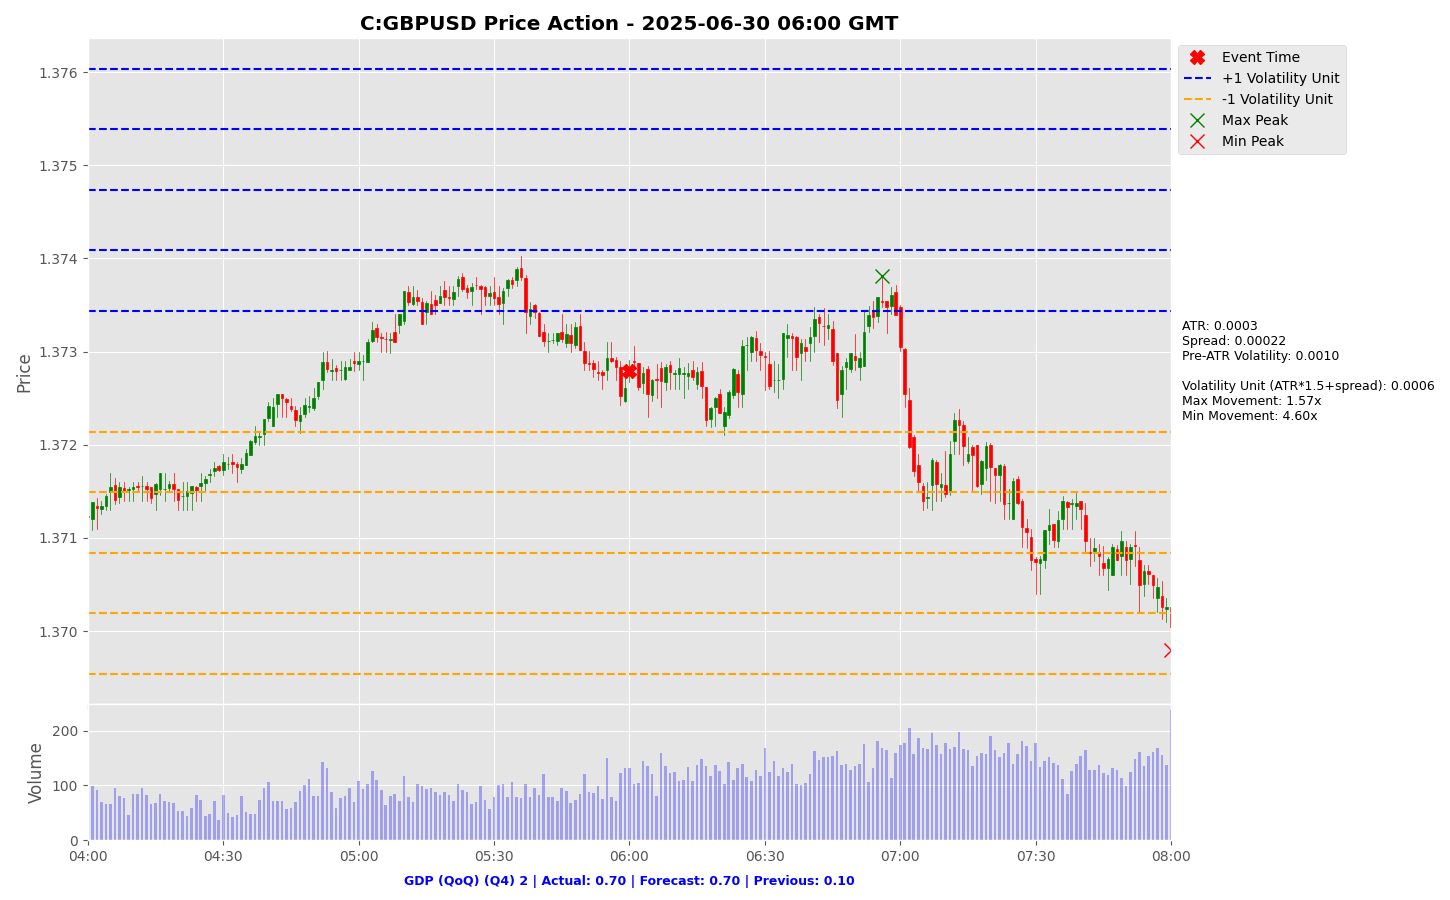 C:GBPUSD Price Action - 2025-06-30 06:00 GMT
Event Time
+1 Volatility Unit
-1 Volatility Unit
Max Peak
Min Peak
Price
1.376
1.375
1.374
1.373
1.372
1.371
1.370
ATR: 0.0003
Spread: 0.00022
Pre-ATR Volatility: 0.0010
Volatility Unit (ATR*1.5+spread): 0.0006
Max Movement: 1.57x
Min Movement: 4.60x
Volume
200
100
0
04:00 04:30 05:00 05:30 06:00 06:30 07:00 07:30 08:00
GDP (QoQ) (Q4) 2 | Actual: 0.70 | Forecast: 0.70 | Previous: 0.10